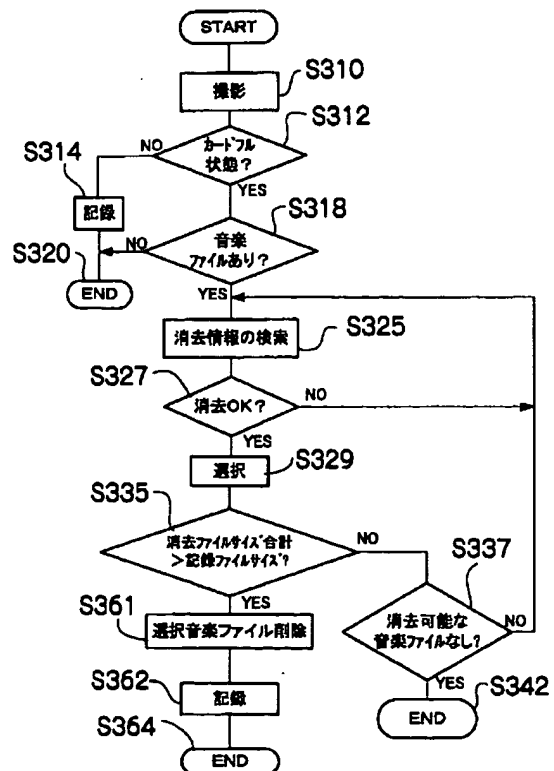 START
S310
撮影
S312
カードフル
状態?
NO
YES
S314
記録
S318
音楽
ファイルあり?
NO
YES
S320
END
S325
消去情報の検索
S327
消去OK?
NO
YES
S329
選択
S335
消去ファイルサイズ合計
>記録ファイルサイズ?
NO
YES
S337
消去可能な
音楽ファイルなし?
NO
YES
S342
END
S361
選択音楽ファイル削除
S362
記録
S364
END